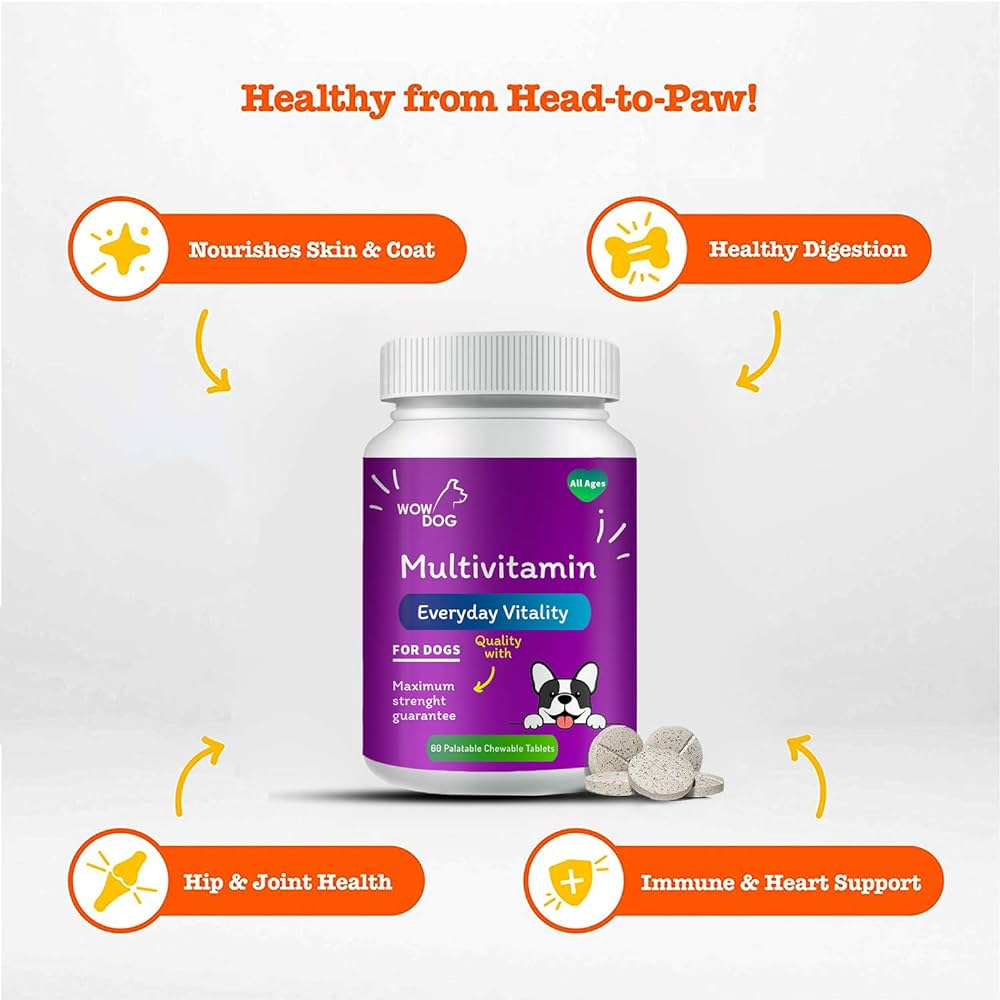 Healthy from Head-to-Paw!
Nourishes Skin & Coat
Healthy Digestion
All Ages
WOW
DOG
Multivitamin
Everyday Vitality
FOR DOGS
Quality
with
Maximum
strenght
guarantee
60 Palatable Chewable Tablets
Hip & Joint Health
Immune & Heart Support